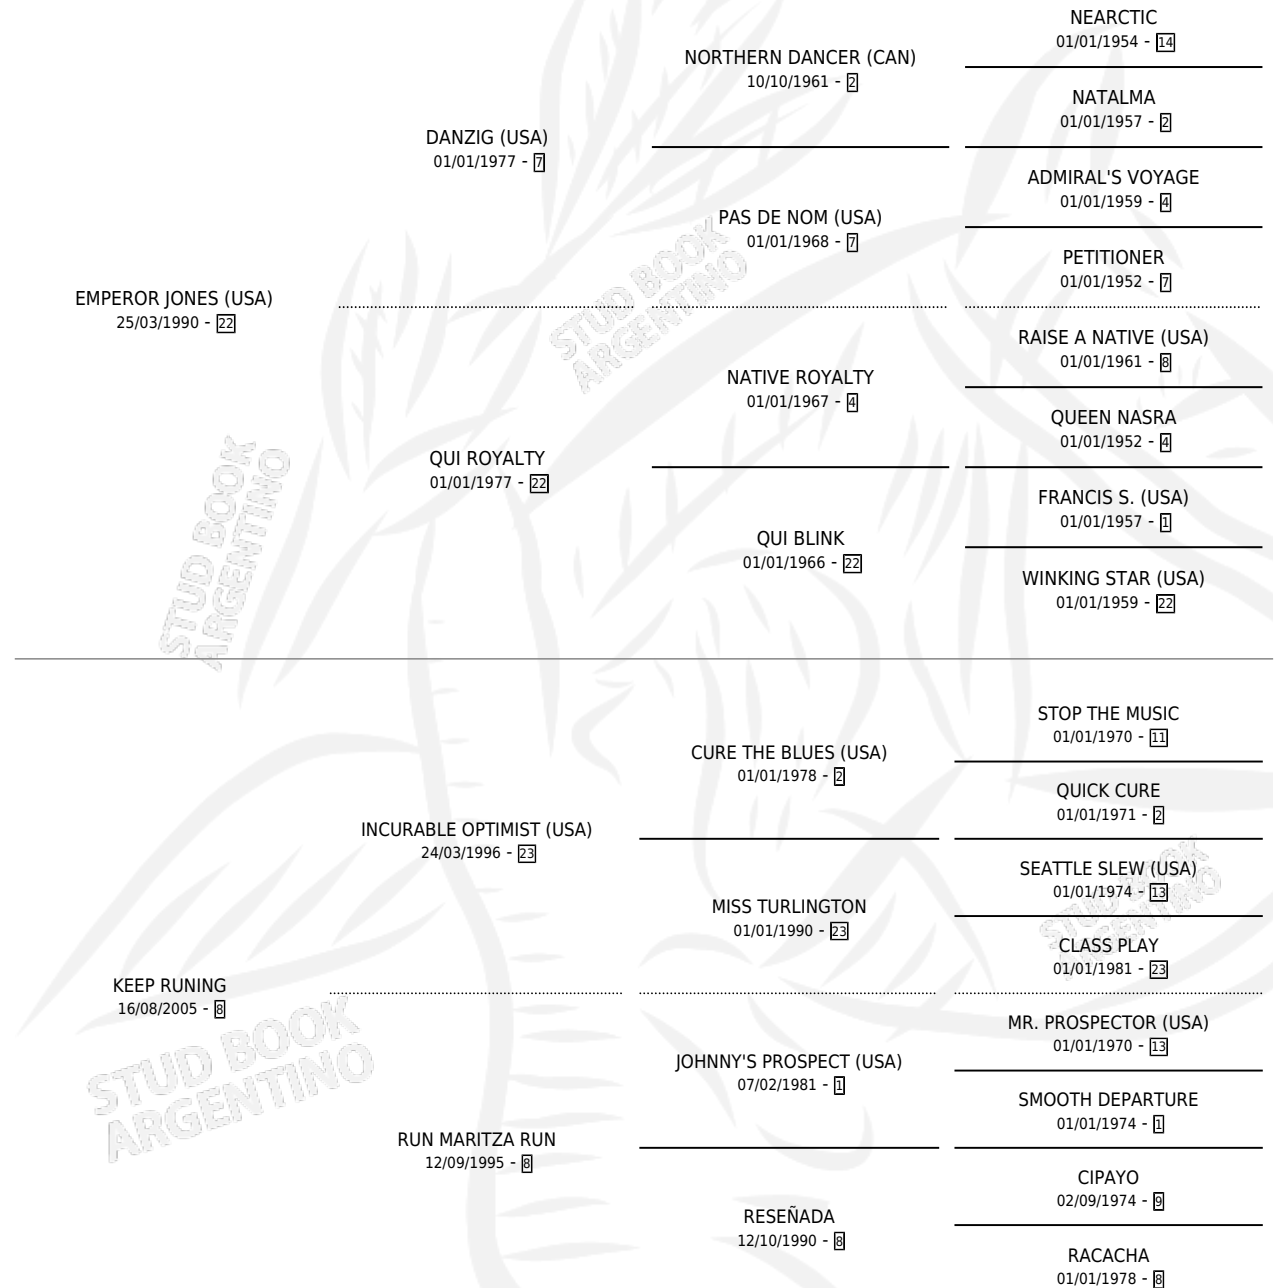 NEARCTIC
01/01/1954 - 14
NORTHERN DANCER (CAN)
10/10/1961 - 2
NATALMA
01/01/1957 - 2
DANZIG (USA)
01/01/1977 - 7
ADMIRAL'S VOYAGE
01/01/1959 - 4
PAS DE NOM (USA)
01/01/1968 - 7
PETITIONER
01/01/1952 - 7
EMPEROR JONES (USA)
25/03/1990 - 22
STUD BOOK
ARGENTINO
RAISE A NATIVE (USA)
01/01/1961 - 8
NATIVE ROYALTY
01/01/1967 - 4
QUEEN NASRA
01/01/1952 - 4
QUI ROYALTY
01/01/1977 - 22
FRANCIS S. (USA)
01/01/1957 - 1
QUI BLINK
01/01/1966 - 22
WINKING STAR (USA)
01/01/1959 - 22
STUD BOOK
ARGENTINO
STOP THE MUSIC
01/01/1970 - 11
CURE THE BLUES (USA)
01/01/1978 - 2
QUICK CURE
01/01/1971 - 2
INCURABLE OPTIMIST (USA)
24/03/1996 - 23
SEATTLE SLEW (USA)
01/01/1974 - 13
MISS TURLINGTON
01/01/1990 - 23
STUD BOOK
ARGENTINO
CLASS PLAY
01/01/1981 - 23
KEEP RUNING
16/08/2005 - 8
MR. PROSPECTOR (USA)
01/01/1970 - 13
JOHNNY'S PROSPECT (USA)
07/02/1981 - 1
STUD BOOK
ARGENTINO
SMOOTH DEPARTURE
01/01/1974 - 1
RUN MARITZA RUN
12/09/1995 - 8
CIPAYO
02/09/1974 - 9
RESEÑADA
12/10/1990 - 8
RACACHA
01/01/1978 - 8